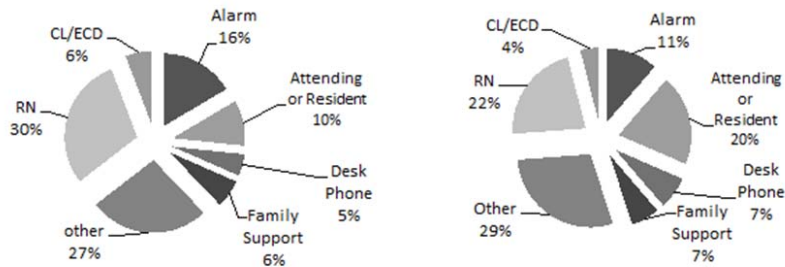 CL/ECD
6%
Alarm
16%
Attending
or Resident
10%
Desk
Phone
5%
Family
Support
6%
other
27%
RN
30%
CL/ECD
4%
Alarm
11%
Attending
or
Resident
20%
Desk
Phone
7%
Family
Support
7%
Other
29%
RN
22%